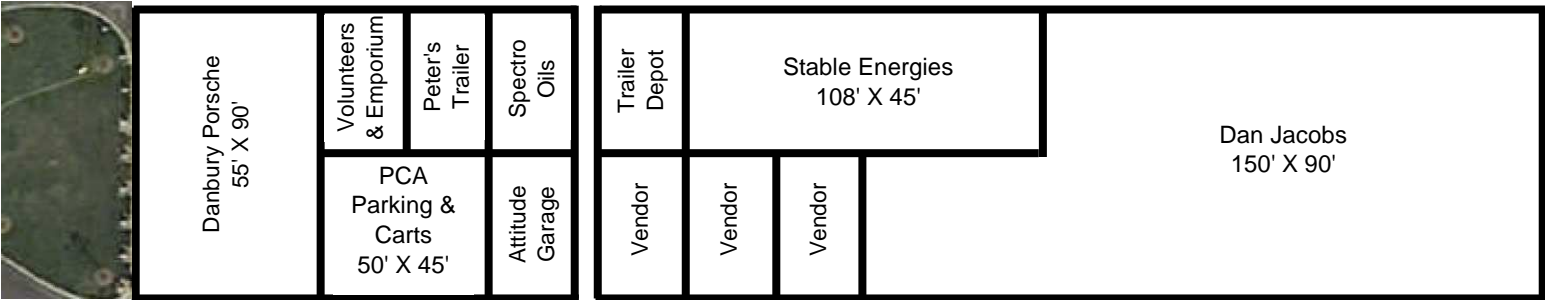 Danbury Porsche
55' X 90'
Volunteers
& Emporium
Peter's
Trailer
Spectro
Oils
PCA
Parking &
Carts
50' X 45'
Attitude
Garage
Trailer
Depot
Stable Energies
108' X 45'
Vendor
Vendor
Vendor
Dan Jacobs
150' X 90'